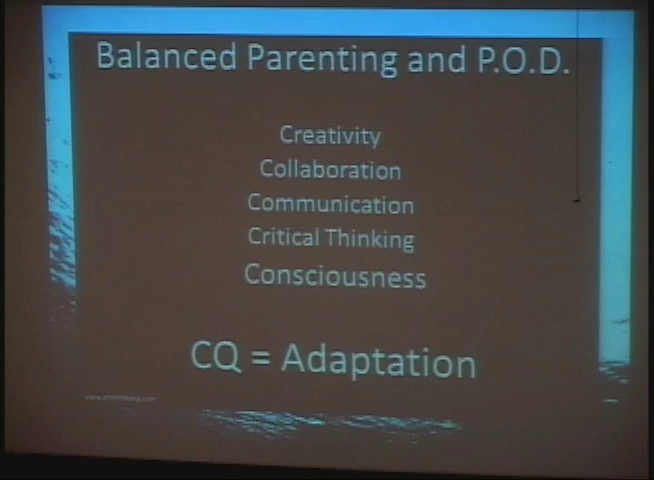 Balanced Parenting and P.O.D.
Creativity
Collaboration
Communication
Critical Thinking
Consciousness
CQ = Adaptation